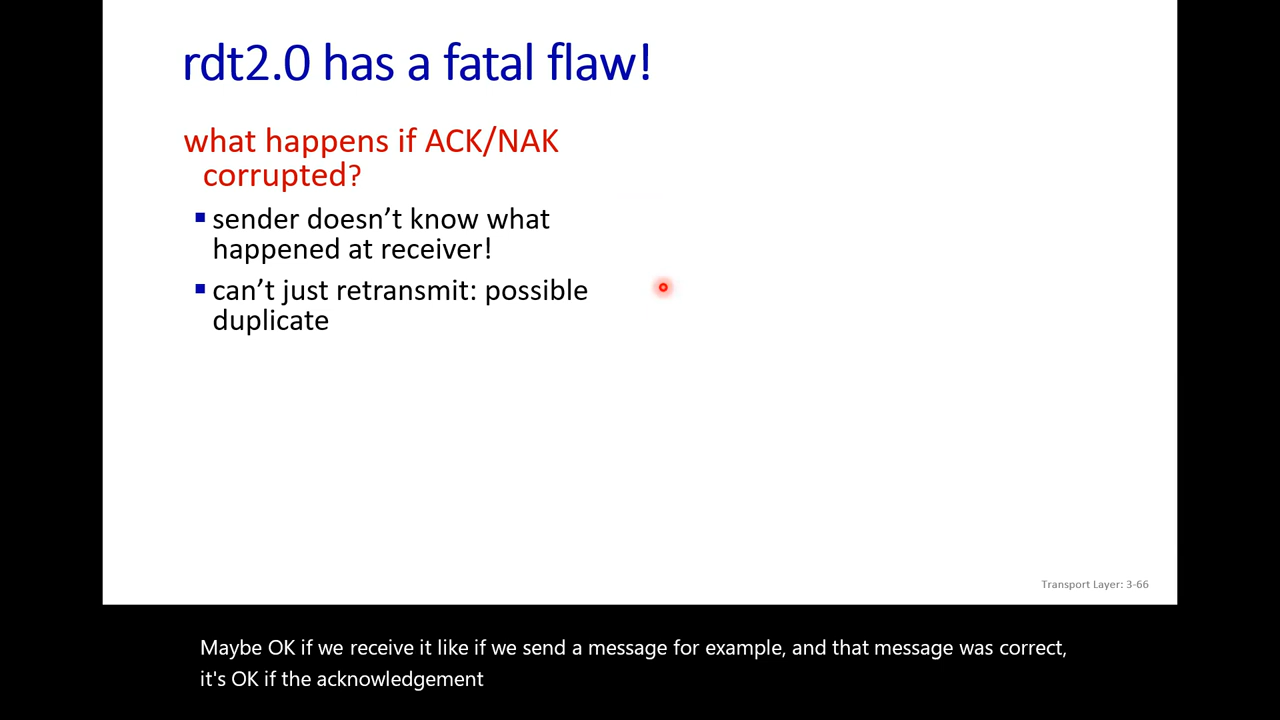 rdt2.0 has a fatal flaw!
what happens if ACK/NAK
corrupted?
sender doesn’t know what
happened at receiver!
can’t just retransmit: possible
duplicate
Transport Layer: 3-66
Maybe OK if we receive it like if we send a message for example, and that message was correct,
it's OK if the acknowledgement